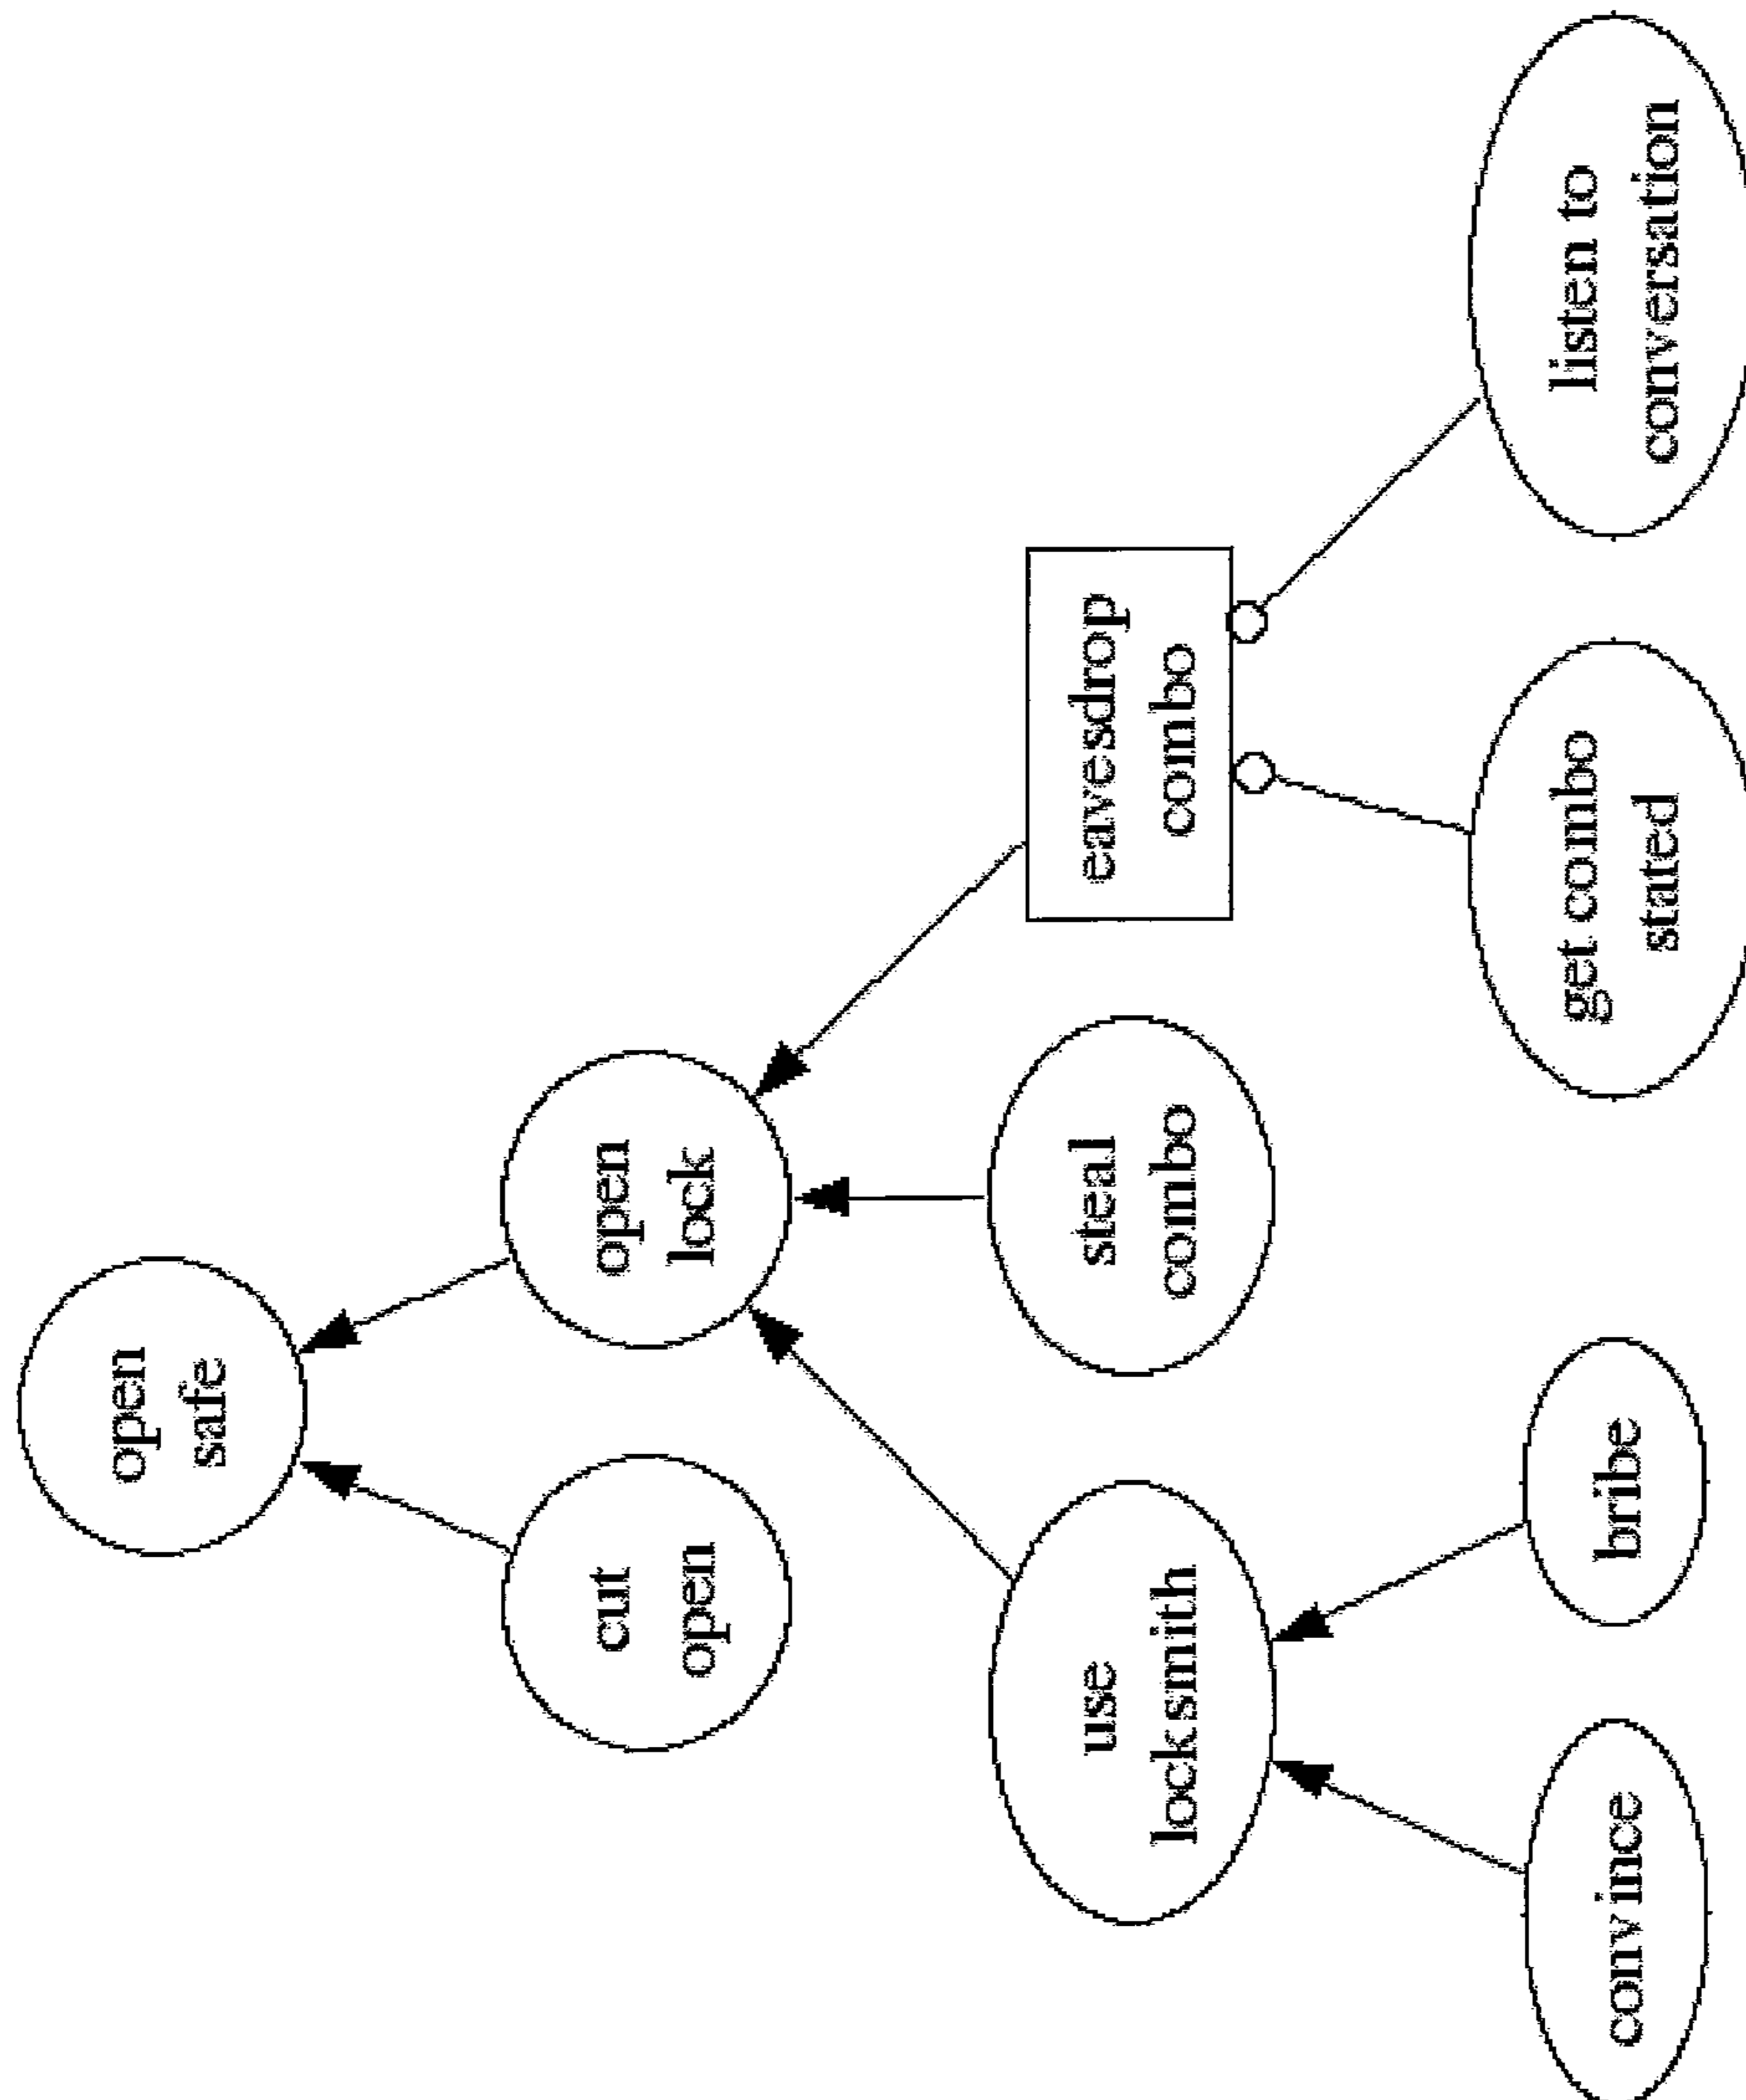 open
safe
cut
open
open
lock
use
locksmith
steal
combo
eavesdrop
combo
convince
bribe
get combo
stated
listen to
conversation